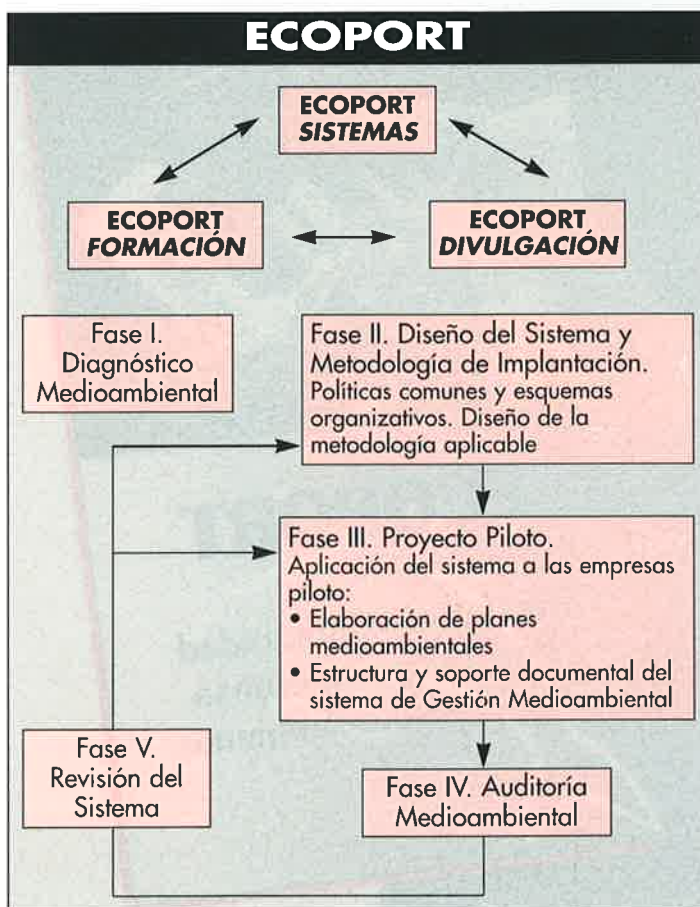 ECOPORT
ECOPORT
SISTEMAS
ECOPORT
FORMACIÓN
ECOPORT
DIVULGACIÓN
Fase I.
Diagnóstico
Medioambiental
Fase II. Diseño del Sistema y
Metodología de Implantación.
Políticas comunes y esquemas
organizativos. Diseño de la
metodología aplicable
Fase III. Proyecto Piloto.
Aplicación del sistema a las empresas
piloto:
• Elaboración de planes
medioambientales
• Estructura y soporte documental del
sistema de Gestión Medioambiental
Fase V.
Revisión del
Sistema
Fase IV. Auditoría
Medioambiental